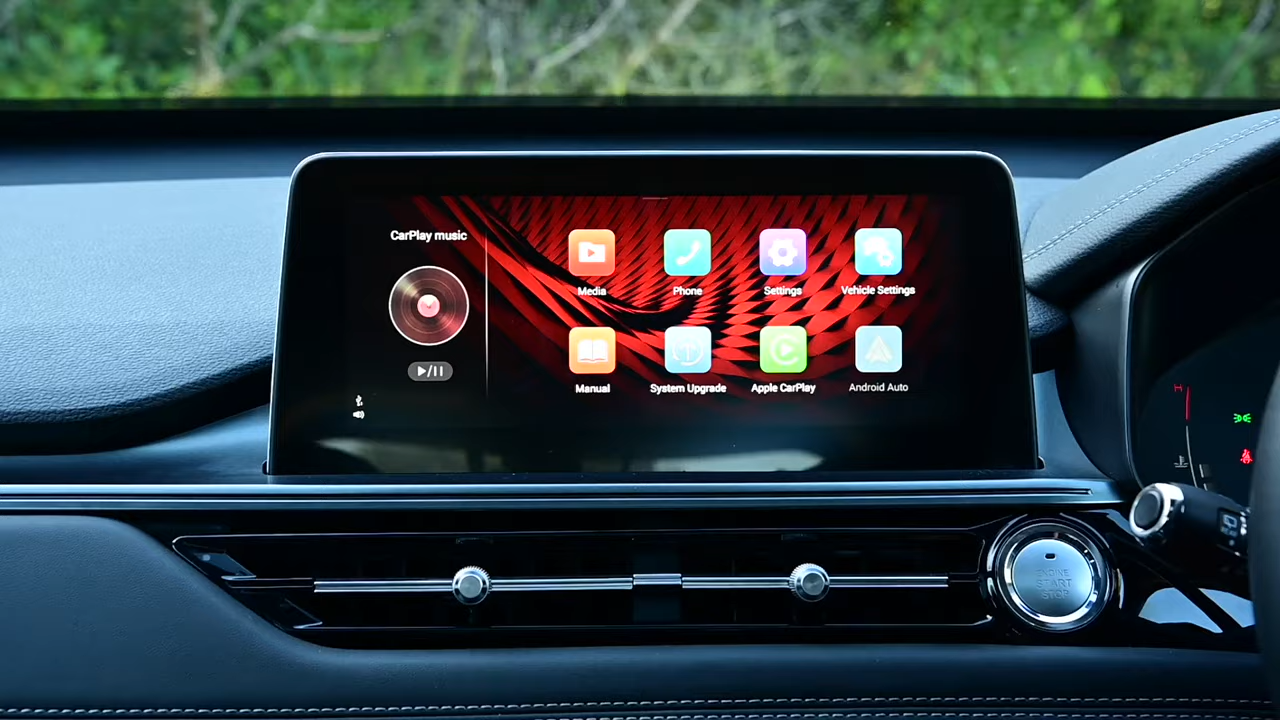 CarPlay music
Media
Phone
Settings
Vehicle Settings
Manual
System Upgrade
Apple CarPlay
Android Auto
H
ENGINE
START
STOP